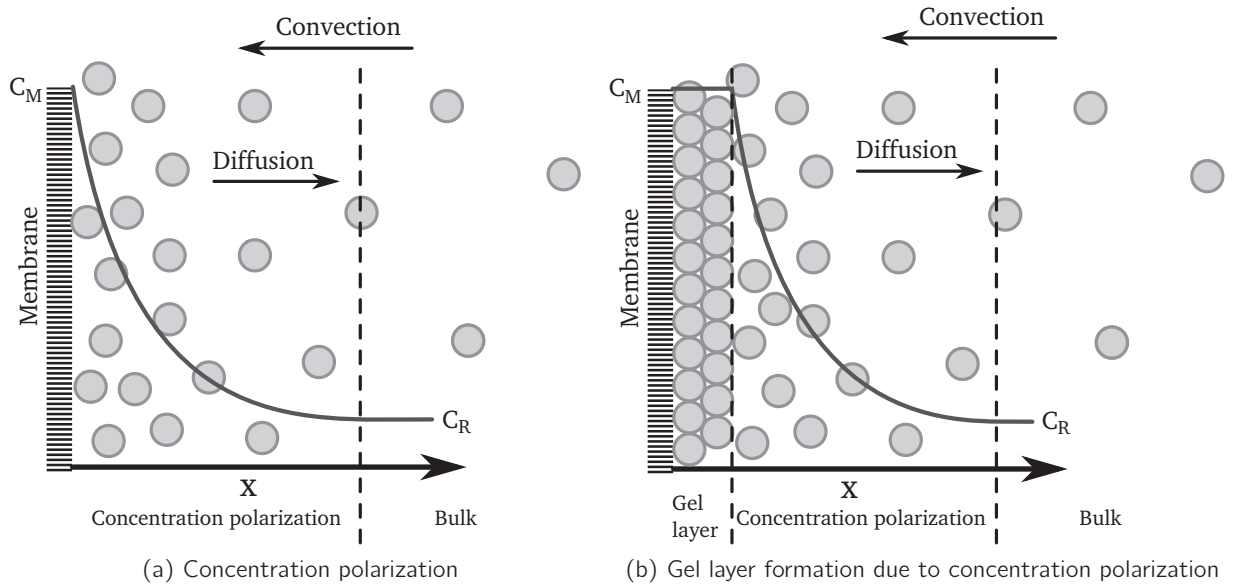 Convection
C_M
Diffusion
Membrane
C_R
x
Concentration polarization
Bulk
(a) Concentration polarization
Convection
C_M
Diffusion
Membrane
C_R
x
Gel
layer
Concentration polarization
Bulk
(b) Gel layer formation due to concentration polarization